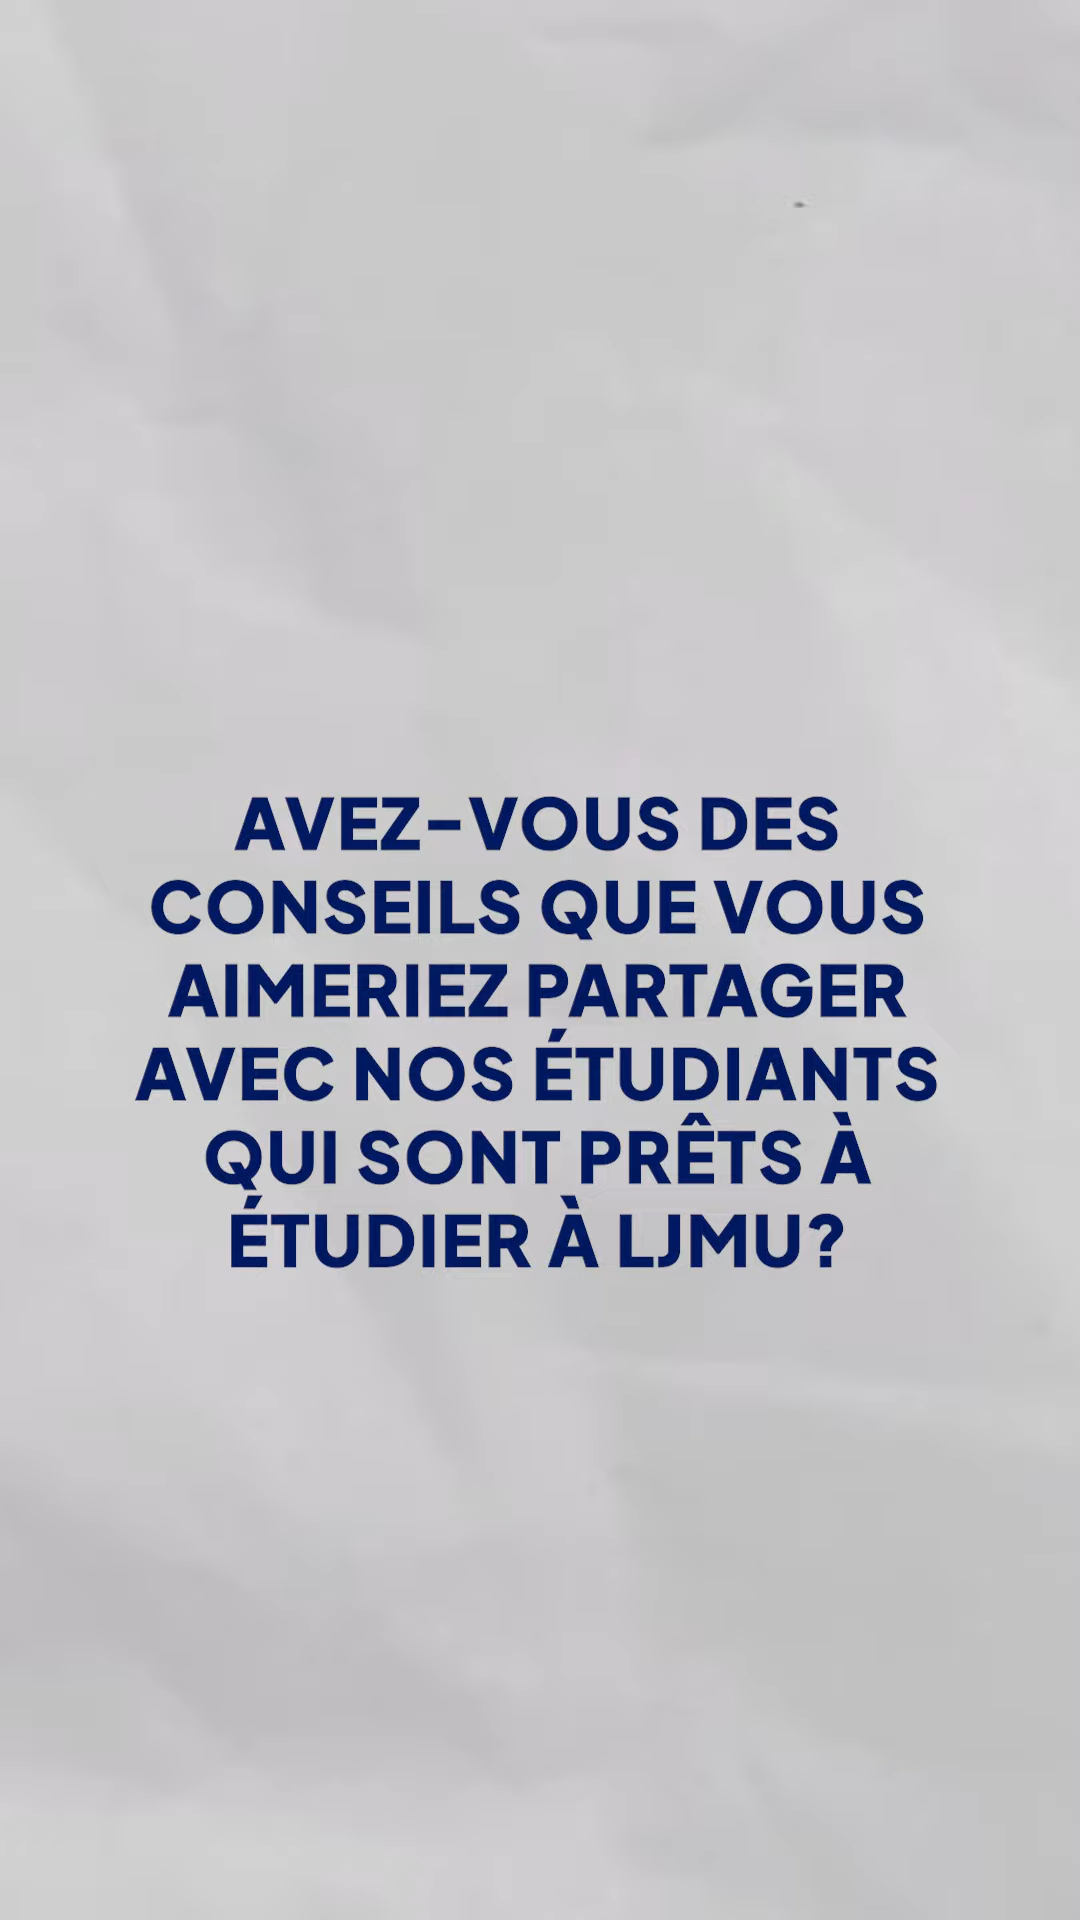 AVEZ-VOUS DES
CONSEILS QUE VOUS
AIMERIEZ PARTAGER
AVEC NOS ÉTUDIANTS
QUI SONT PRÊTS À
ÉTUDIER À LJMU?